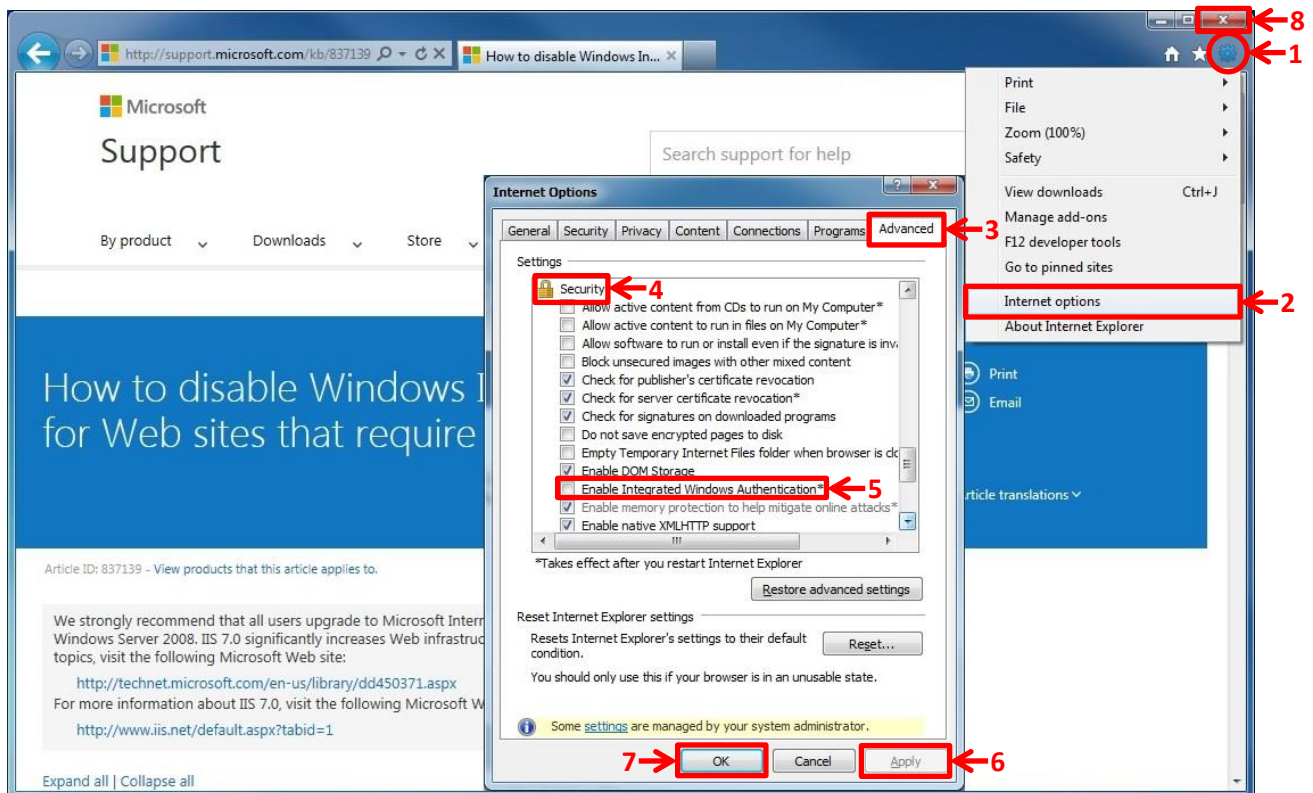 8
http://support.microsoft.com/kb/837139
How to disable Windows In...
1
Microsoft
Support
Search support for help
By product
Downloads
Store
Print
File
Zoom (100%)
Safety
View downloads Ctrl+J
Manage add-ons
F12 developer tools
Go to pinned sites
Internet options
2
About Internet Explorer
Internet Options
General Security Privacy Content Connections Programs Advanced
3
Settings
Security
4
Allow active content from CDs to run on My Computer*
Allow active content to run in files on My Computer*
Allow software to run or install even if the signature is inv
Block unsecured images with other mixed content
Check for publisher's certificate revocation
Check for server certificate revocation*
Check for signatures on downloaded programs
Do not save encrypted pages to disk
Empty Temporary Internet Files folder when browser is clo
Enable DOM Storage
Enable Integrated Windows Authentication*
5
Enable memory protection to help mitigate online attacks*
Enable native XMLHTTP support
*Takes effect after you restart Internet Explorer
Restore advanced settings
Reset Internet Explorer settings
Resets Internet Explorer's settings to their default
condition.
Reset...
You should only use this if your browser is in an unusable state.
Some settings are managed by your system administrator.
7
OK
Cancel
Apply
6
How to disable Windows I
for Web sites that require
Print
Email
rticle translations
Article ID: 837139 - View products that this article applies to.
We strongly recommend that all users upgrade to Microsoft Interr
Windows Server 2008. IIS 7.0 significantly increases Web infrastruc
topics, visit the following Microsoft Web site:
http://technet.microsoft.com/en-us/library/dd450371.aspx
For more information about IIS 7.0, visit the following Microsoft W
http://www.iis.net/default.aspx?tabid=1
Expand all | Collapse all